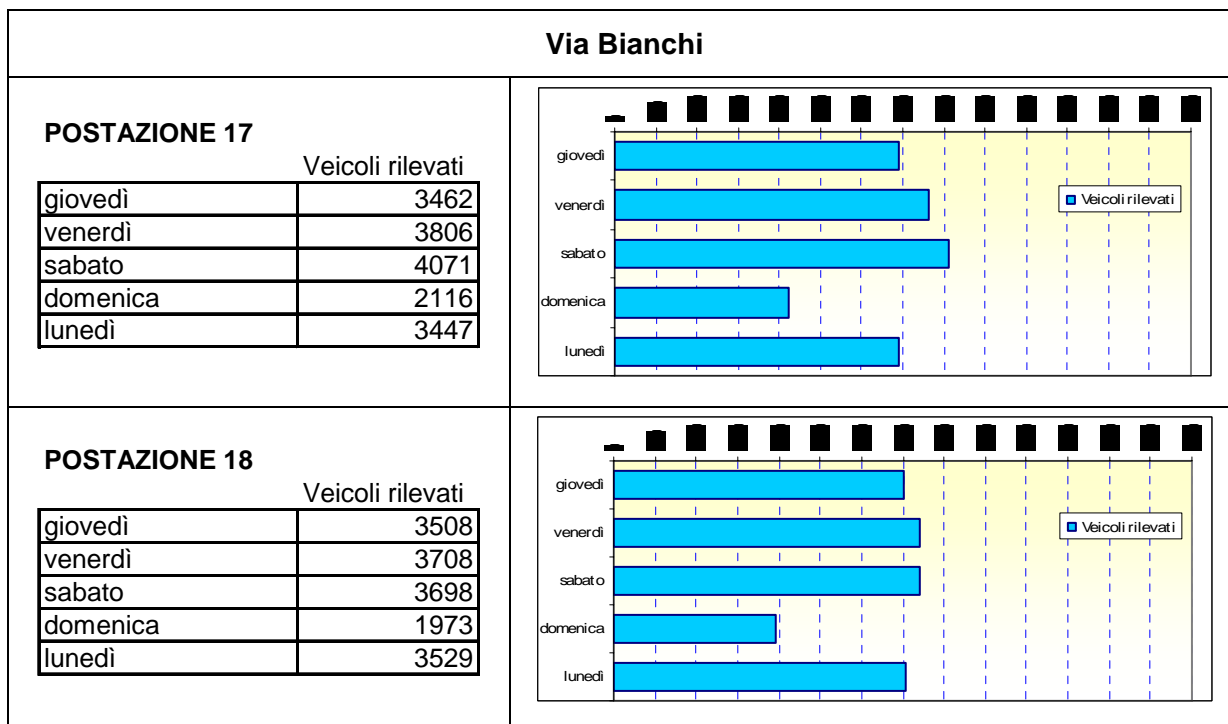 Via Bianchi
POSTAZIONE 17
Veicoli rilevati
giovedì 3462
venerdì 3806
sabato 4071
domenica 2116
lunedì 3447
giovedì
venerdì
sabato
domenica
lunedì
Veicoli rilevati
POSTAZIONE 18
Veicoli rilevati
giovedì 3508
venerdì 3708
sabato 3698
domenica 1973
lunedì 3529
giovedì
venerdì
sabato
domenica
lunedì
Veicoli rilevati